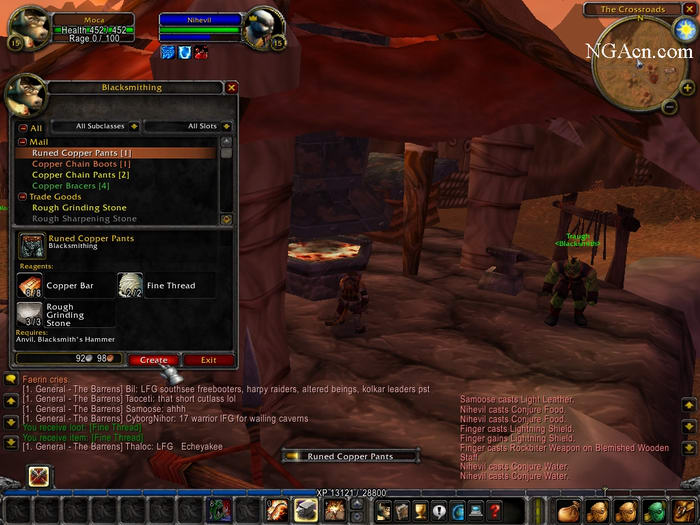 Moca
Health 452 / 452
Rage 0 / 100
15
Nihevil
15
The Crossroads
N
NGAcn.com
Blacksmithing
All
All Subclasses
All Slots
Mail
Runed Copper Pants [1]
Copper Chain Boots [1]
Copper Chain Pants [2]
Copper Bracers [4]
Trade Goods
Rough Grinding Stone
Rough Sharpening Stone
Runed Copper Pants
Blacksmithing
Reagents:
Copper Bar
8/8
Fine Thread
2/2
Rough Grinding Stone
3/3
Requires:
Anvil, Blacksmith's Hammer
92 98
Create
Exit
Traugh
<Blacksmith>
Faerin cries.
[1. General - The Barrens] Bil: LFG southsee freebooters, harpy raiders, altered beings, kolkar leaders pst
[1. General - The Barrens] Taoceti: that short cutlass lol
[1. General - The Barrens] Samoose: ahhh
[1. General - The Barrens] CyborgNihor: 17 warrior lFG for wailing caverns
You receive loot: [Fine Thread]
You receive item: [Fine Thread]
[1. General - The Barrens] Thaloc: LFG Echeyakee
Samoose casts Light Leather.
Nihevil casts Conjure Food.
Nihevil casts Conjure Food.
Finger casts Lightning Shield.
Finger gains Lightning Shield.
Finger casts Rockbiter Weapon on Blemished Wooden
Staff.
Nihevil casts Conjure Water.
Nihevil casts Conjure Water.
Runed Copper Pants
XP 13121 / 28800